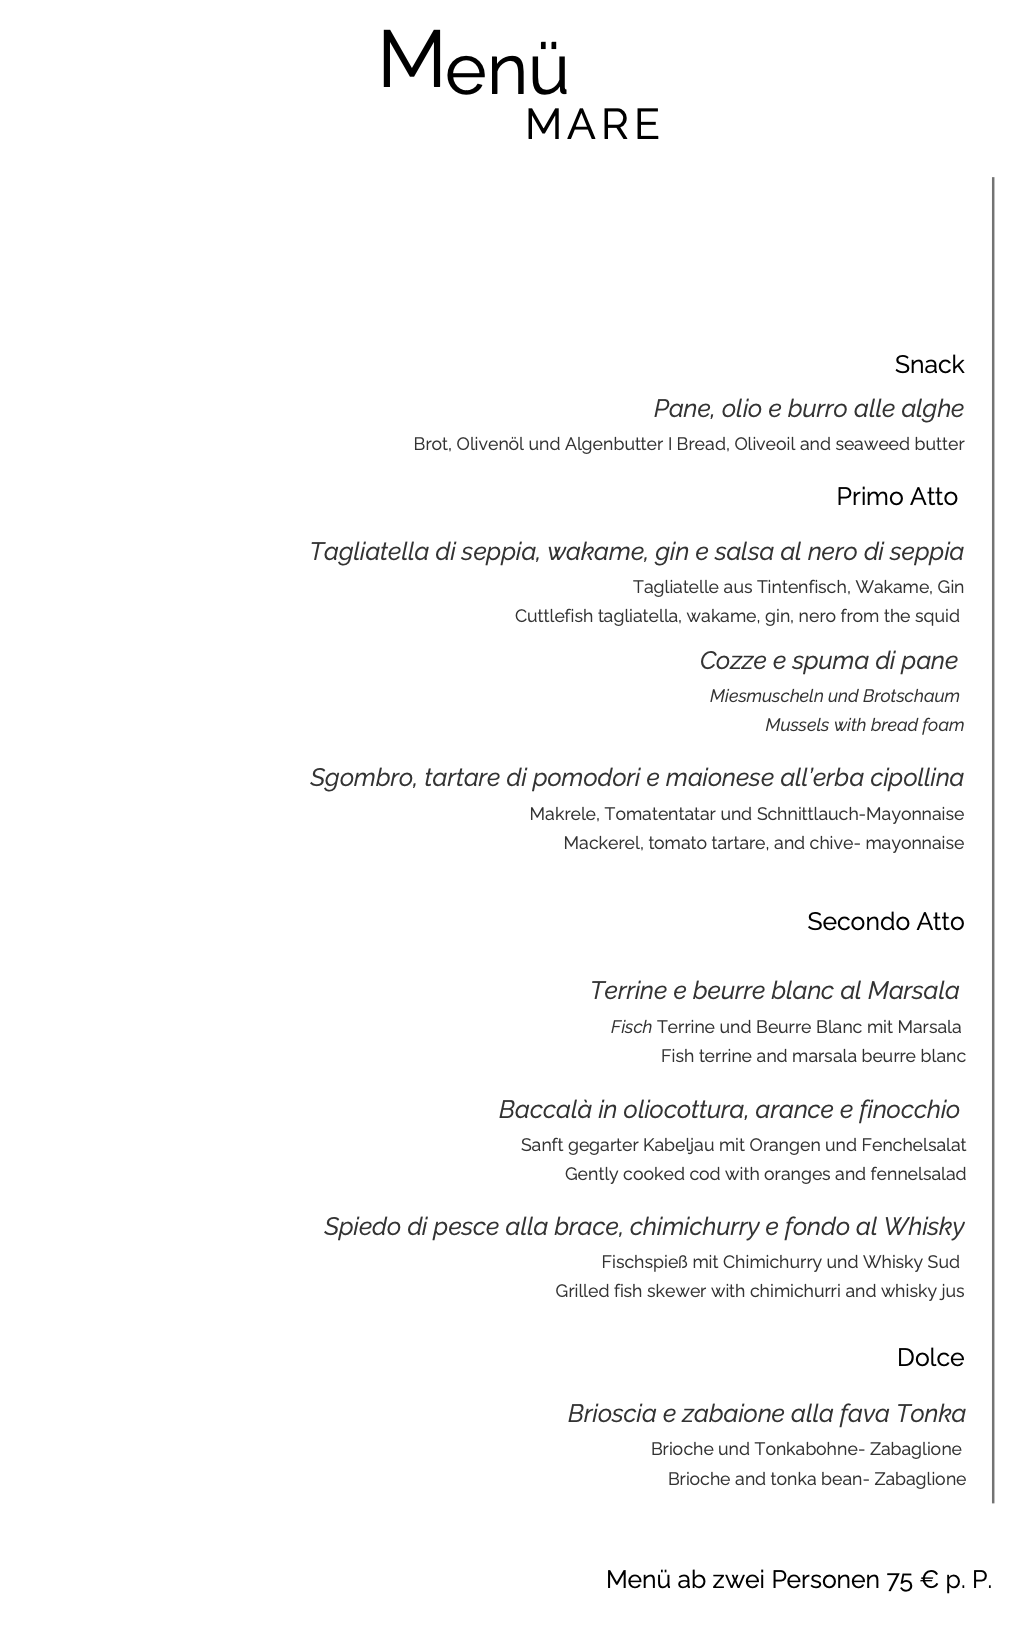 Menü
MARE
Snack
Pane, olio e burro alle alghe
Brot, Olivenöl und Algenbutter I Bread, Oliveoil and seaweed butter
Primo Atto
Tagliatella di seppia, wakame, gin e salsa al nero di seppia
Tagliatelle aus Tintenfisch, Wakame, Gin
Cuttlefish tagliatella, wakame, gin, nero from the squid
Cozze e spuma di pane
Miesmuscheln und Brotschaum
Mussels with bread foam
Sgombro, tartare di pomodori e maionese all'erba cipollina
Makrele, Tomatentatar und Schnittlauch-Mayonnaise
Mackerel, tomato tartare, and chive- mayonnaise
Secondo Atto
Terrine e beurre blanc al Marsala
Fisch Terrine und Beurre Blanc mit Marsala
Fish terrine and marsala beurre blanc
Baccalà in oliocottura, arance e finocchio
Sanft gegarter Kabeljau mit Orangen und Fenchelsalat
Gently cooked cod with oranges and fennelsalad
Spiedo di pesce alla brace, chimichurry e fondo al Whisky
Fischspieß mit Chimichurry und Whisky Sud
Grilled fish skewer with chimichurri and whisky jus
Dolce
Brioscia e zabaione alla fava Tonka
Brioche und Tonkabohne- Zabaglione
Brioche and tonka bean- Zabaglione
Menü ab zwei Personen 75 € p. P.